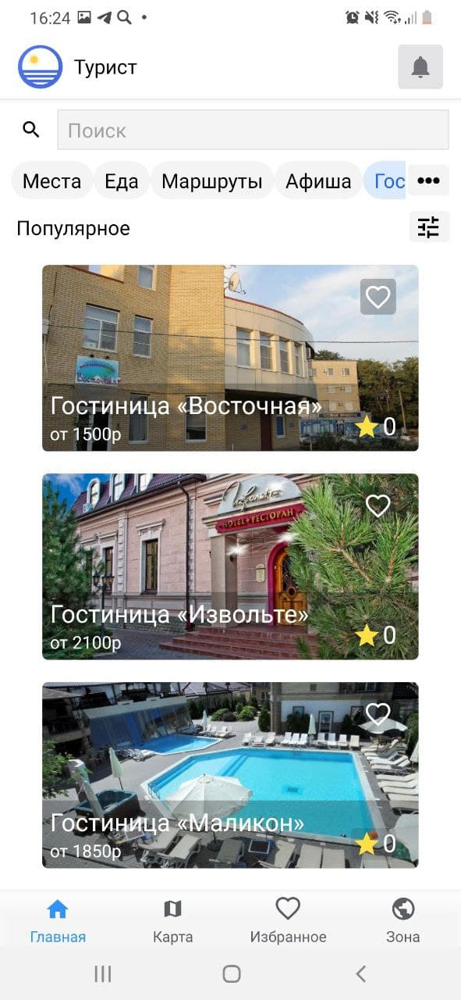 16:24
Турист
Поиск
Места Еда Маршруты Афиша Гос
Популярное
Восточная
Гостиница «Восточная»
от 1500р
0
Извольте
HOTEL РЕСТОРАН
Гостиница «Извольте»
от 2100р
0
Гостиница «Маликон»
от 1850р
0
Главная Карта Избранное Зона